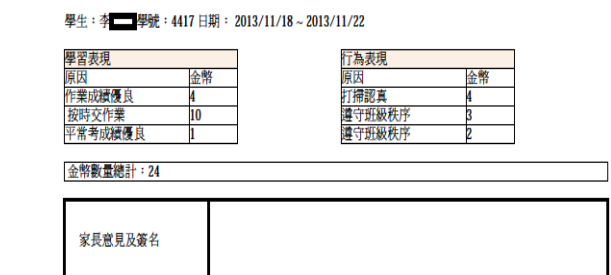 學生：李 學號：4417 日期： 2013/11/18 ~ 2013/11/22
學習表現
原因 金幣
作業成績優良 4
按時交作業 10
平常考成績優良 1
行為表現
原因 金幣
打掃認真 4
遵守班級秩序 3
遵守班級秩序 2
金幣數量總計：24
家長意見及簽名